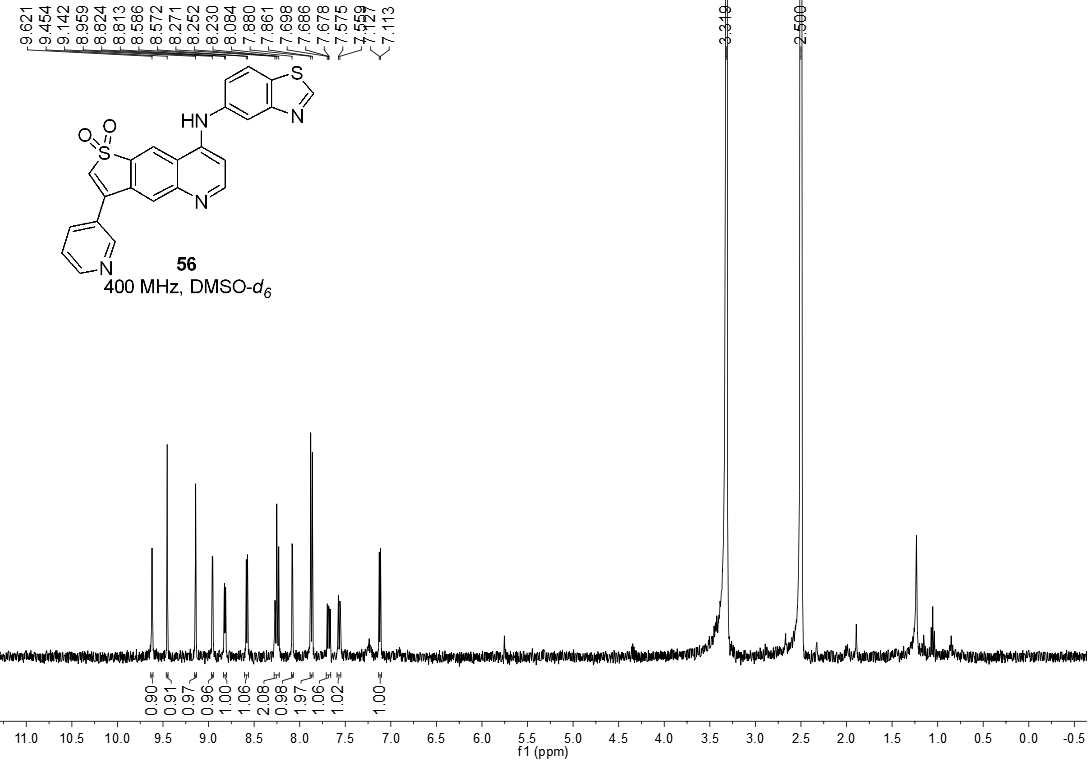 9.621 9.454 9.142 8.959 8.824 8.813 8.586 8.572 8.271 8.252 8.230 8.084 7.880 7.861 7.698 7.686 7.678 7.575 7.559 7.127 7.113 3.319 2.500
S
N
HN
O O
S
N
N
56
400 MHz, DMSO-d6
0.90 0.91 0.97 0.96 1.00 1.06 2.08 0.98 1.97 1.06 1.02 1.00
11.0 10.5 10.0 9.5 9.0 8.5 8.0 7.5 7.0 6.5 6.0 5.5 5.0 4.5 4.0 3.5 3.0 2.5 2.0 1.5 1.0 0.5 0.0 -0.5
f1 (ppm)